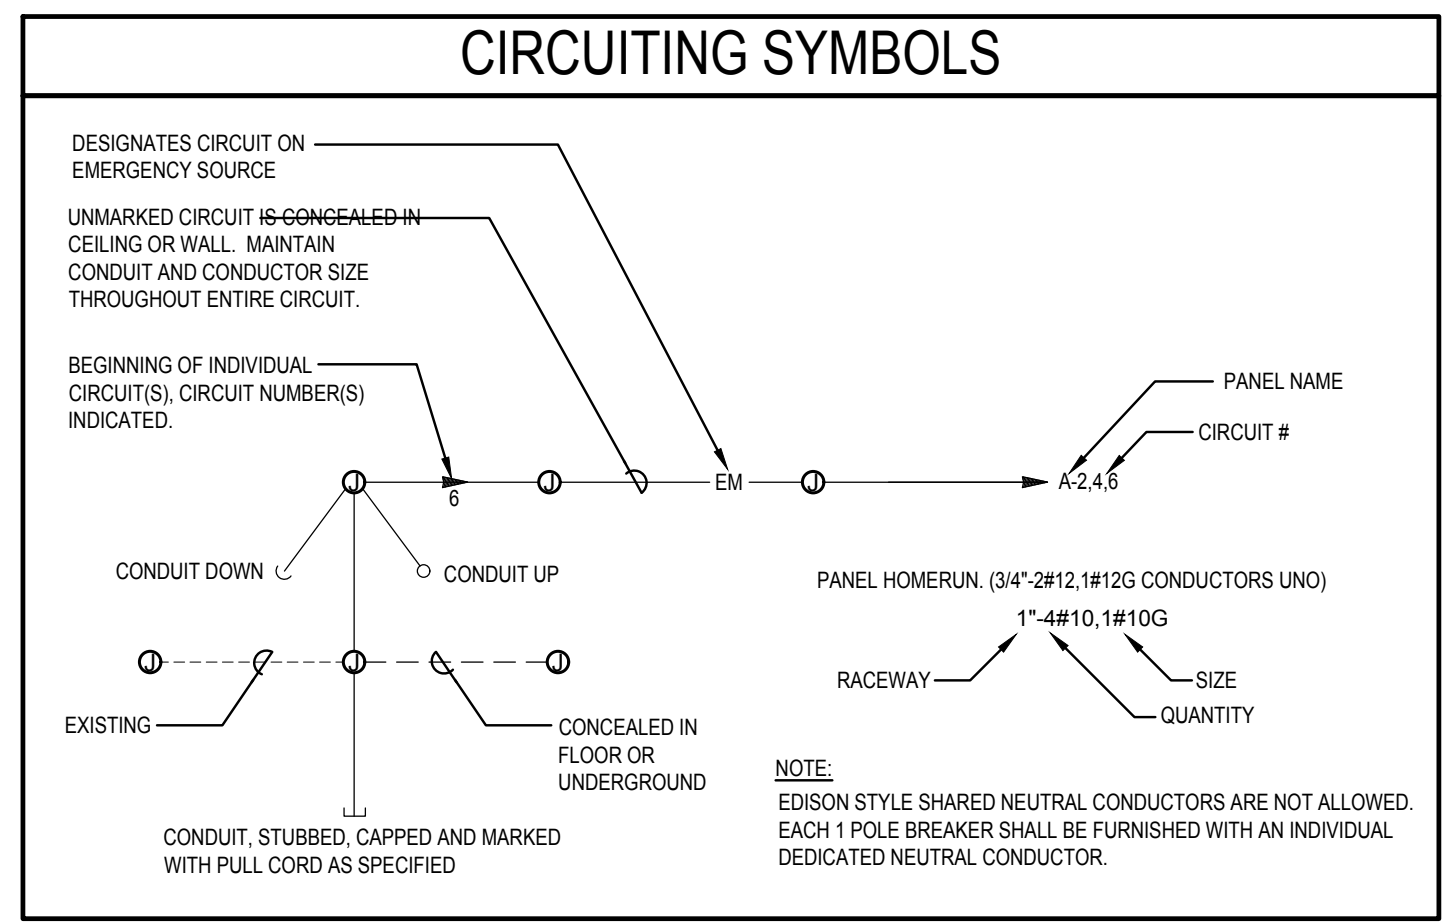 CIRCUITING SYMBOLS
DESIGNATES CIRCUIT ON
EMERGENCY SOURCE
UNMARKED CIRCUIT IS CONCEALED IN
CEILING OR WALL. MAINTAIN
CONDUIT AND CONDUCTOR SIZE
THROUGHOUT ENTIRE CIRCUIT.
BEGINNING OF INDIVIDUAL
CIRCUIT(S), CIRCUIT NUMBER(S)
INDICATED.
PANEL NAME
CIRCUIT #
J
6
J
EM
J
A-2,4,6
CONDUIT DOWN
CONDUIT UP
PANEL HOMERUN. (3/4"-2#12,1#12G CONDUCTORS UNO)
1"-4#10,1#10G
RACEWAY
SIZE
QUANTITY
J
J
J
EXISTING
CONCEALED IN
FLOOR OR
UNDERGROUND
CONDUIT, STUBBED, CAPPED AND MARKED
WITH PULL CORD AS SPECIFIED
NOTE:
EDISON STYLE SHARED NEUTRAL CONDUCTORS ARE NOT ALLOWED.
EACH 1 POLE BREAKER SHALL BE FURNISHED WITH AN INDIVIDUAL
DEDICATED NEUTRAL CONDUCTOR.